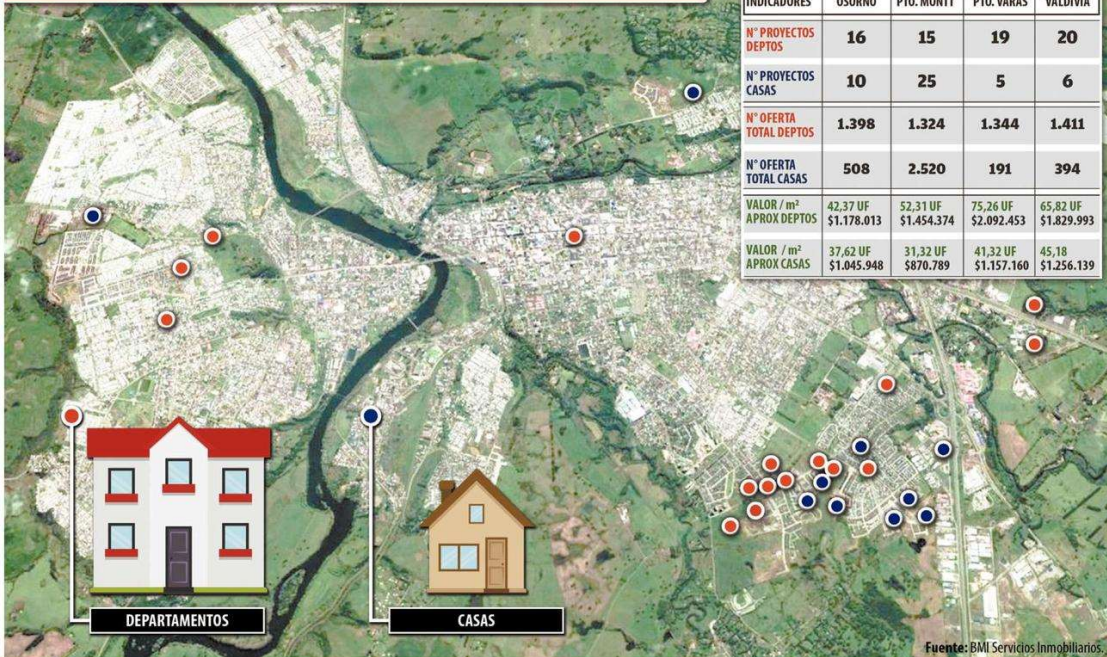 INDICADORES OSORNO PTO. MONTT PTO. VARAS VALDIVIA
N° PROYECTOS DEPTOS 16 15 19 20
N° PROYECTOS CASAS 10 25 5 6
N° OFERTA TOTAL DEPTOS 1.398 1.324 1.344 1.411
N° OFERTA TOTAL CASAS 508 2.520 191 394
VALOR / m² 42,37 UF 52,31 UF 75,26 UF 65,82 UF
APROX DEPTOS $1.178.013 $1.454.374 $2.092.453 $1.829.993
VALOR / m² 37,62 UF 31,32 UF 41,32 UF 45,18
APROX CASAS $1.045.948 $870.789 $1.157.160 $1.256.139
DEPARTAMENTOS
CASAS
Fuente: BMI Servicios Inmobiliarios.